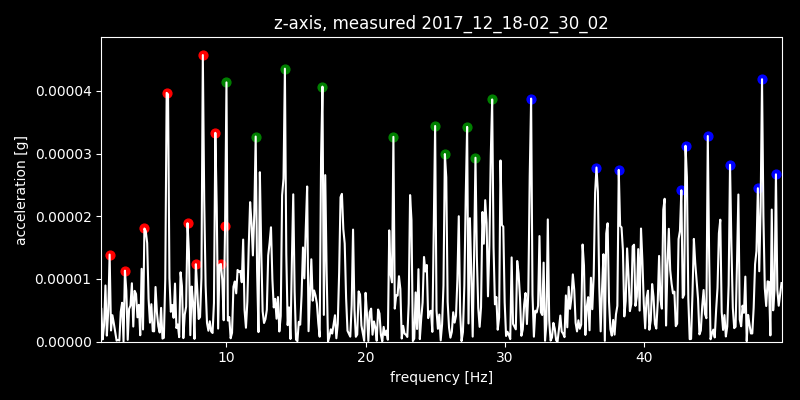 z-axis, measured 2017_12_18-02_30_02
acceleration [g]
0.00004
0.00003
0.00002
0.00001
0.00000
10 20 30 40
frequency [Hz]